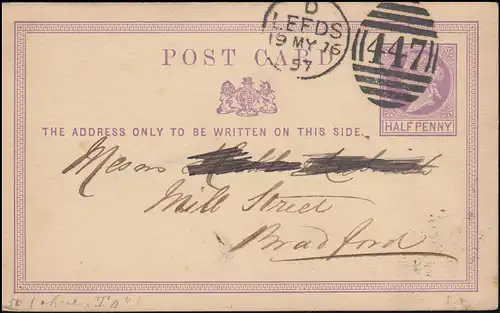 D
LEEDS
19 MY 76
57
447
POST CARD
HALF PENNY
THE ADDRESS ONLY TO BE WRITTEN ON THIS SIDE.
Messrs
Mill Street
Bradford